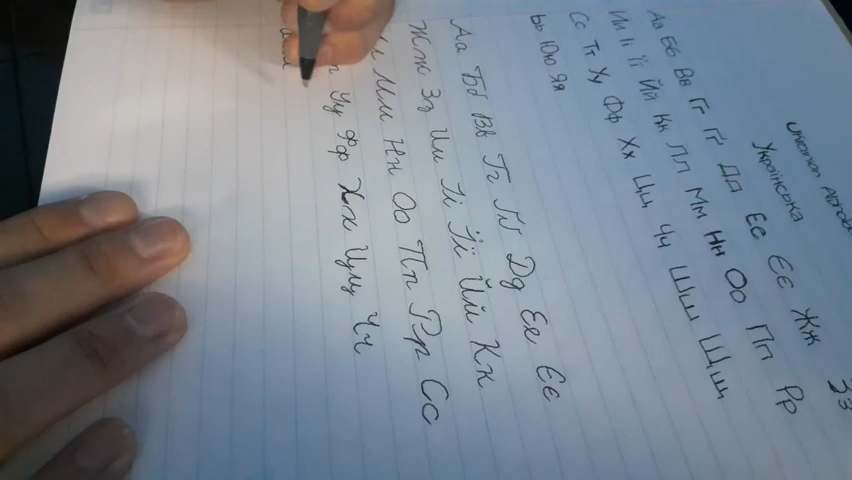 Ukrainian Alphabet
Українська
Аа Бб Вв Гг Ґґ Дд Ее Єє Жж Зз
Ии Іі Її Йй Кк Лл Мм Нн Оо Пп Рр
Сс Тт Уу Фф Хх Цц Чч Шш Щщ
Ьь Юю Яя
Аа Бб Вв Гг Ґґ Дд Ее Єє
Жж Зз Ии Іі Її Йй Кк
Мм Нн Оо Пп Рр Сс
Уу Фф Хх Цц Чч